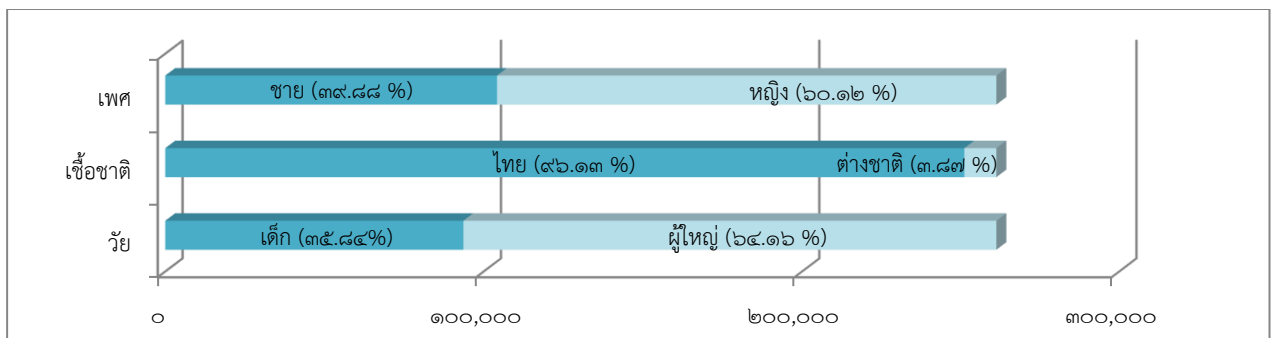 เพศ
ชาย (๓๙.๘๘ %)
หญิง (๖๐.๑๒ %)
เชื้อชาติ
ไทย (๙๖.๑๓ %)
ต่างชาติ (๓.๘๗ %)
วัย
เด็ก (๓๕.๘๔%)
ผู้ใหญ่ (๖๔.๑๖ %)
๐ ๑๐๐,๐๐๐ ๒๐๐,๐๐๐ ๓๐๐,๐๐๐